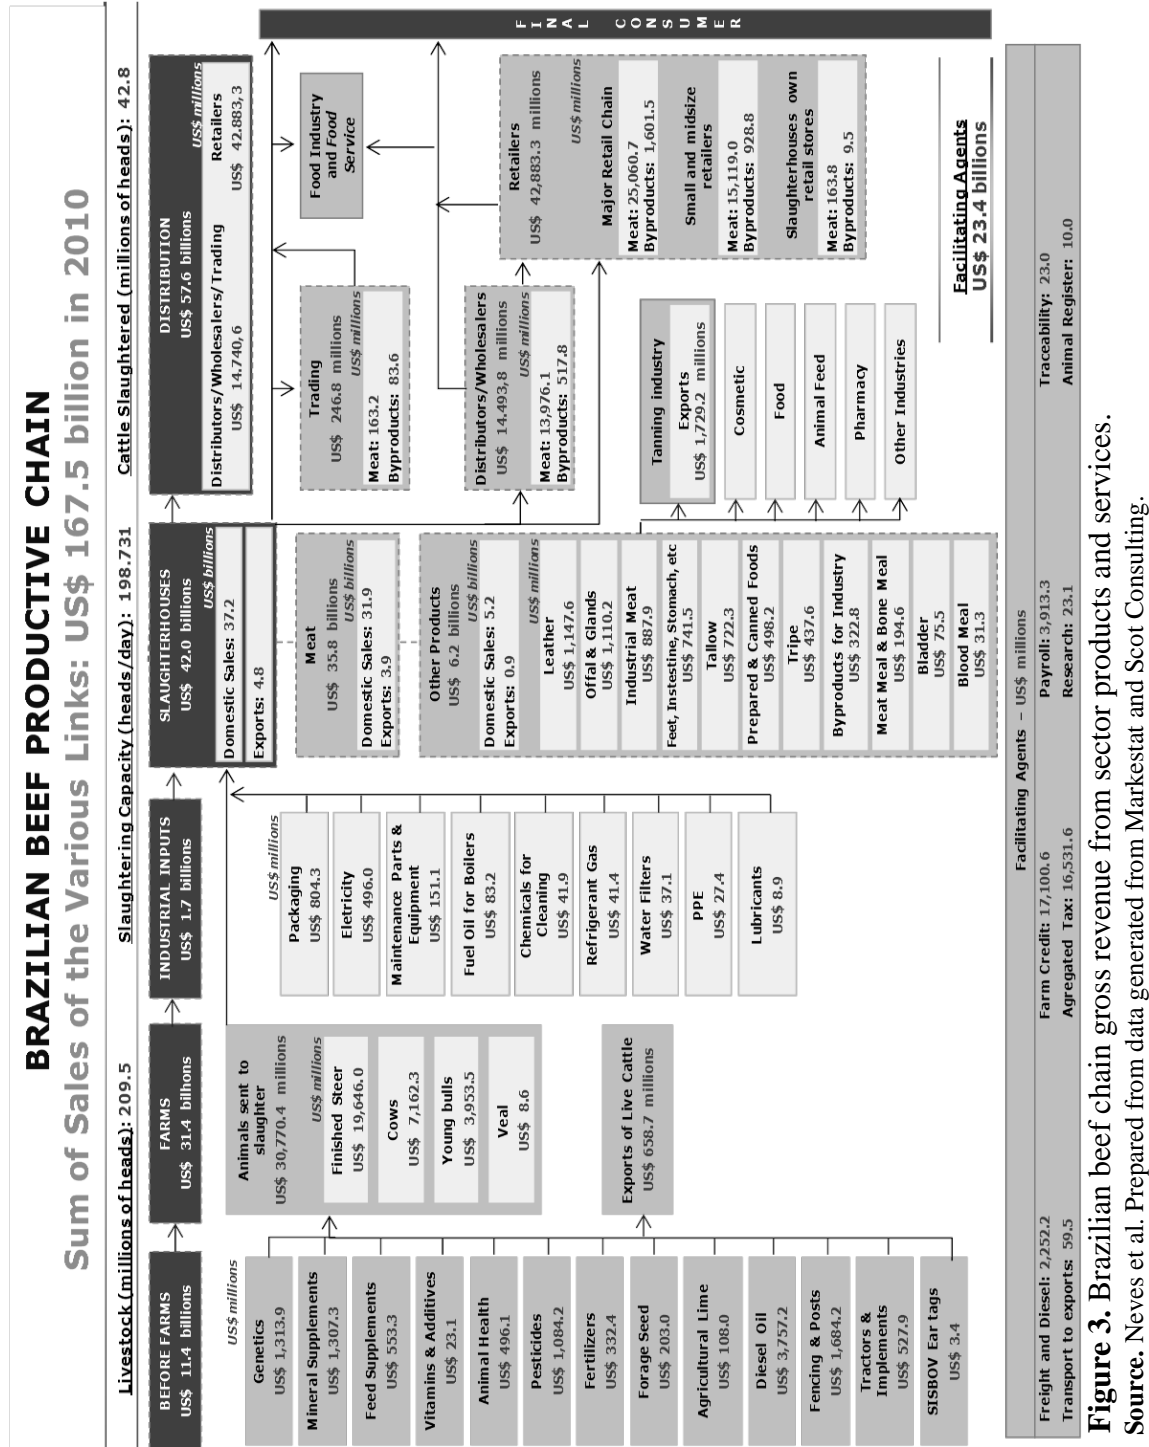 BRAZILIAN BEEF PRODUCTIVE CHAIN
Sum of Sales of the Various Links: US$ 167.5 billion in 2010
Livestock (millions of heads): 209.5
Slaughtering Capacity (heads/day): 198.731
Cattle Slaughtered (millions of heads): 42.8
BEFORE FARMS
US$ 11.4 billions
FARMS
US$ 31.4 bilhons
INDUSTRIAL INPUTS
US$ 1.7 billions
SLAUGHTERHOUSES
US$ 42.0 billions
US$ billions
Domestic Sales: 37.2
Exports: 4.8
DISTRIBUTION
US$ 57.6 billions
US$ millions
Distributors/Wholesalers/Trading
US$ 14.740,6
Retailers
US$ 42.883,3
US$ millions
Genetics
US$ 1,313.9
Mineral Supplements
US$ 1,307.3
Feed Supplements
US$ 553.3
Vitamins & Additives
US$ 23.1
Animal Health
US$ 496.1
Pesticides
US$ 1,084.2
Fertilizers
US$ 332.4
Forage Seed
US$ 203.0
Agricultural Lime
US$ 108.0
Diesel Oil
US$ 3,757.2
Fencing & Posts
US$ 1,684.2
Tractors &
Implements
US$ 527.9
SISBOV Ear tags
US$ 3.4
Animals sent to
slaughter
US$ 30,770.4 millions
US$ millions
Finished Steer
US$ 19,646.0
Cows
US$ 7,162.3
Young bulls
US$ 3,953.5
Veal
US$ 8.6
Exports of Live Cattle
US$ 658.7 millions
US$ millions
Packaging
US$ 804.3
Eletricity
US$ 496.0
Maintenance Parts &
Equipment
US$ 151.1
Fuel Oil for Boilers
US$ 83.2
Chemicals for
Cleaning
US$ 41.9
Refrigerant Gas
US$ 41.4
Water Filters
US$ 37.1
PPE
US$ 27.4
Lubricants
US$ 8.9
Meat
US$ 35.8 billions
US$ billions
Domestic Sales: 31.9
Exports: 3.9
Other Products
US$ 6.2 billions
US$ billions
Domestic Sales: 5.2
Exports: 0.9
US$ millions
Leather
US$ 1,147.6
Offal & Glands
US$ 1,110.2
Industrial Meat
US$ 887.9
Feet, Instestine, Stomach, etc
US$ 741.5
Tallow
US$ 722.3
Prepared & Canned Foods
US$ 498.2
Tripe
US$ 437.6
Byproducts for Industry
US$ 322.8
Meat Meal & Bone Meal
US$ 194.6
Bladder
US$ 75.5
Blood Meal
US$ 31.3
Trading
US$ 246.8 millions
US$ millions
Meat: 163.2
Byproducts: 83.6
Distributors/Wholesalers
US$ 14.493,8 millions
US$ millions
Meat: 13,976.1
Byproducts: 517.8
Tanning industry
Exports
US$ 1,729.2 millions
Cosmetic
Food
Animal Feed
Pharmacy
Other Industries
Food Industry
and Food
Service
Retailers
US$ 42,883.3 millions
US$ millions
Major Retail Chain
Meat: 25,060.7
Byproducts: 1,601.5
Small and midsize
retailers
Meat: 15,119.0
Byproducts: 928.8
Slaughterhouses own
retail stores
Meat: 163.8
Byproducts: 9.5
FINAL CONSUMER
Facilitating Agents
US$ 23.4 billions
Facilitating Agents – US$ millions
Freight and Diesel: 2,252.2
Farm Credit: 17,100.6
Payroll: 3,913.3
Traceability: 23.0
Transport to exports: 59.5
Agregated Tax: 16,531.6
Research: 23.1
Animal Register: 10.0
Figure 3. Brazilian beef chain gross revenue from sector products and services.
Source. Neves et al. Prepared from data generated from Markestat and Scot Consulting.